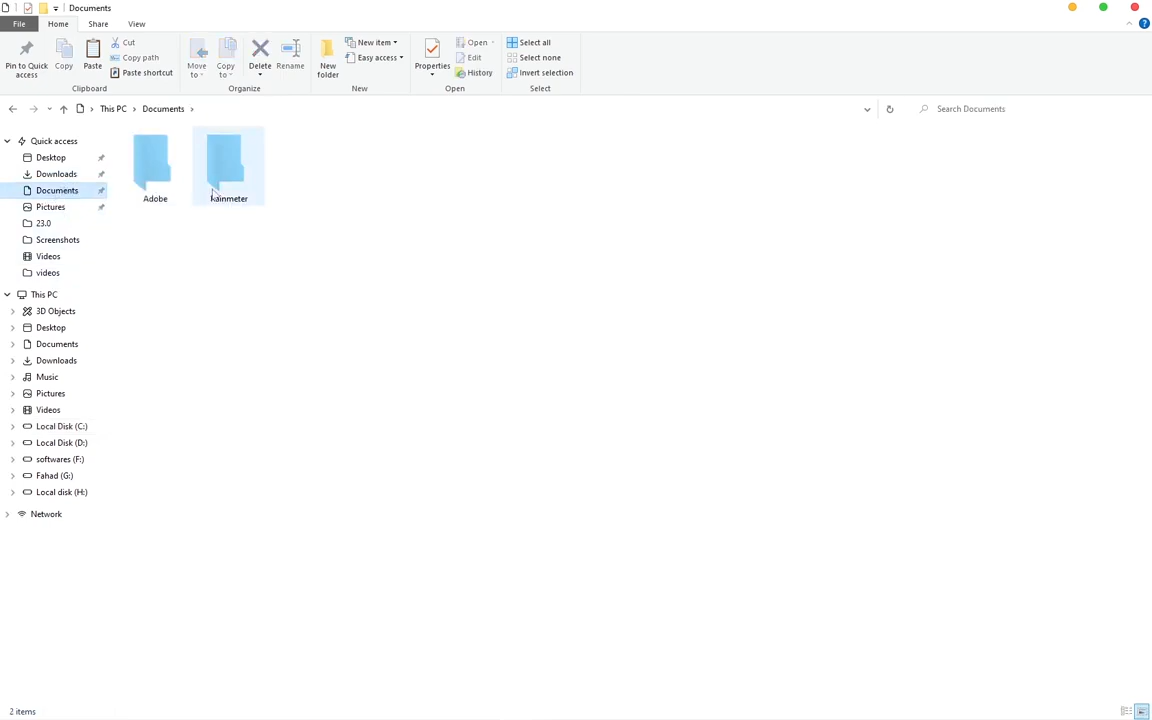 Documents
File Home Share View
Pin to Quick access
Copy
Paste
Cut
Copy path
Paste shortcut
Clipboard
Move to
Copy to
Delete
Rename
Organize
New folder
New item
Easy access
New
Properties
Open
Edit
History
Open
Select all
Select none
Invert selection
Select
This PC > Documents >
Search Documents
Quick access
Desktop
Downloads
Documents
Pictures
23.0
Screenshots
Videos
videos
This PC
3D Objects
Desktop
Documents
Downloads
Music
Pictures
Videos
Local Disk (C:)
Local Disk (D:)
softwares (F:)
Fahad (G:)
Local disk (H:)
Network
Adobe
Rainmeter
2 items